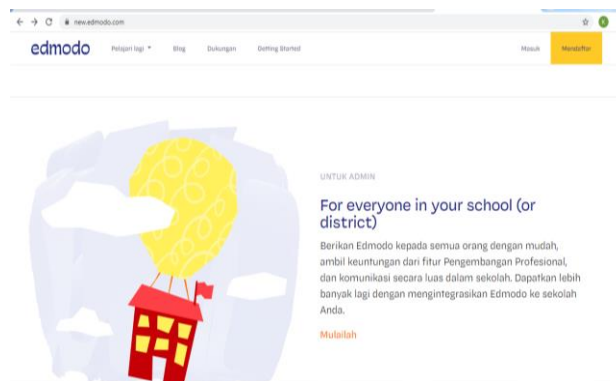 new.edmodo.com
edmodo Pelajari lagi Blog Dukungan Getting Started Masuk Mendaftar
UNTUK ADMIN
For everyone in your school (or
district)
Berikan Edmodo kepada semua orang dengan mudah,
ambil keuntungan dari fitur Pengembangan Profesional,
dan komunikasi secara luas dalam sekolah. Dapatkan lebih
banyak lagi dengan mengintegrasikan Edmodo ke sekolah
Anda.
Mulailah